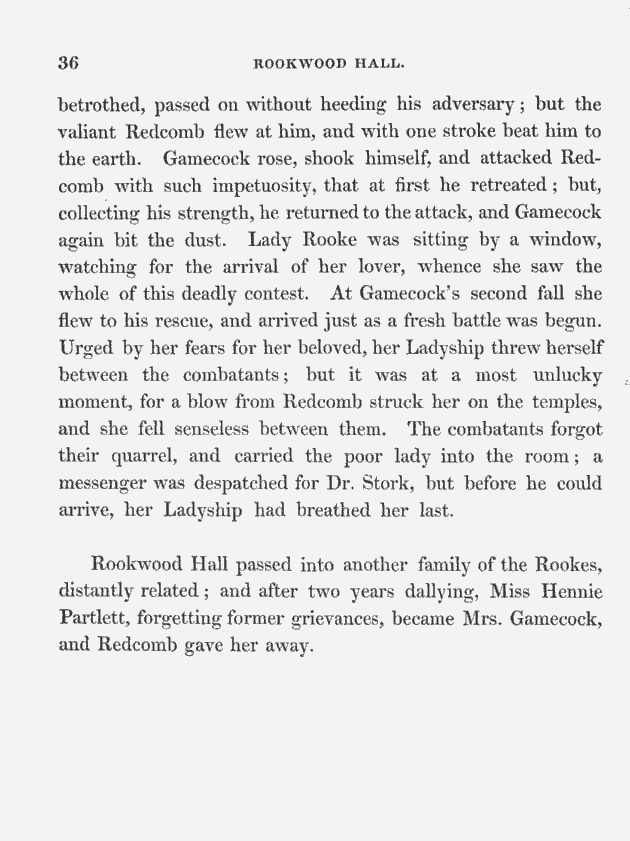 36 ROOKWOOD HALL.
betrothed, passed on without heeding his adversary; but the
valiant Redcomb flew at him, and with one stroke beat him to
the earth. Gamecock rose, shook himself, and attacked Red-
comb with such impetuosity, that at first he retreated; but,
collecting his strength, he returned to the attack, and Gamecock
again bit the dust. Lady Rooke was sitting by a window,
watching for the arrival of her lover, whence she saw the
whole of this deadly contest. At Gamecock's second fall she
flew to his rescue, and arrived just as a fresh battle was begun.
Urged by her fears for her beloved, her Ladyship threw herself
between the combatants; but it was at a most unlucky
moment, for a blow from Redcomb struck her on the temples,
and she fell senseless between them. The combatants forgot
their quarrel, and carried the poor lady into the room; a
messenger was despatched for Dr. Stork, but before he could
arrive, her Ladyship had breathed her last.
Rookwood Hall passed into another family of the Rookes,
distantly related; and after two years dallying, Miss Hennie
Partlett, forgetting former grievances, became Mrs. Gamecock,
and Redcomb gave her away.